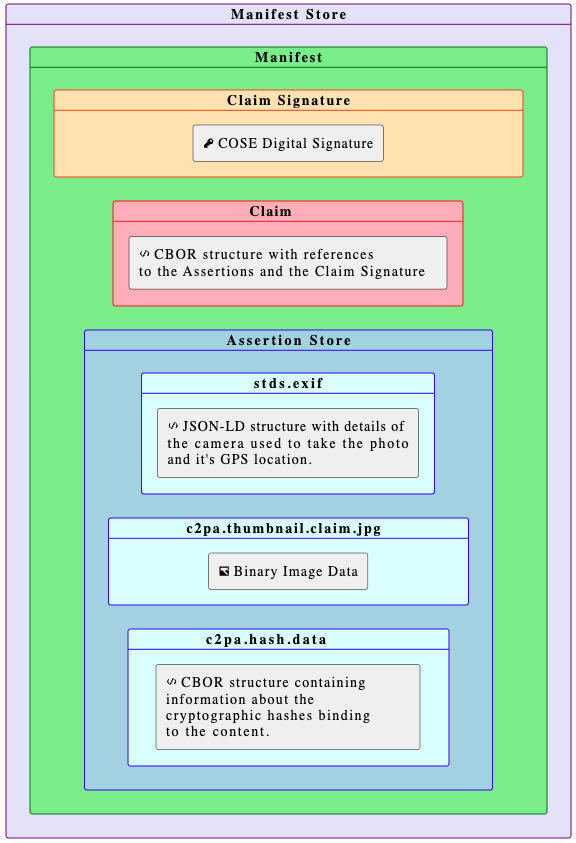 Manifest Store
Manifest
Claim Signature
COSE Digital Signature
Claim
CBOR structure with references
to the Assertions and the Claim Signature
Assertion Store
stds.exif
JSON-LD structure with details of
the camera used to take the photo
and it's GPS location.
c2pa.thumbnail.claim.jpg
Binary Image Data
c2pa.hash.data
CBOR structure containing
information about the
cryptographic hashes binding
to the content.